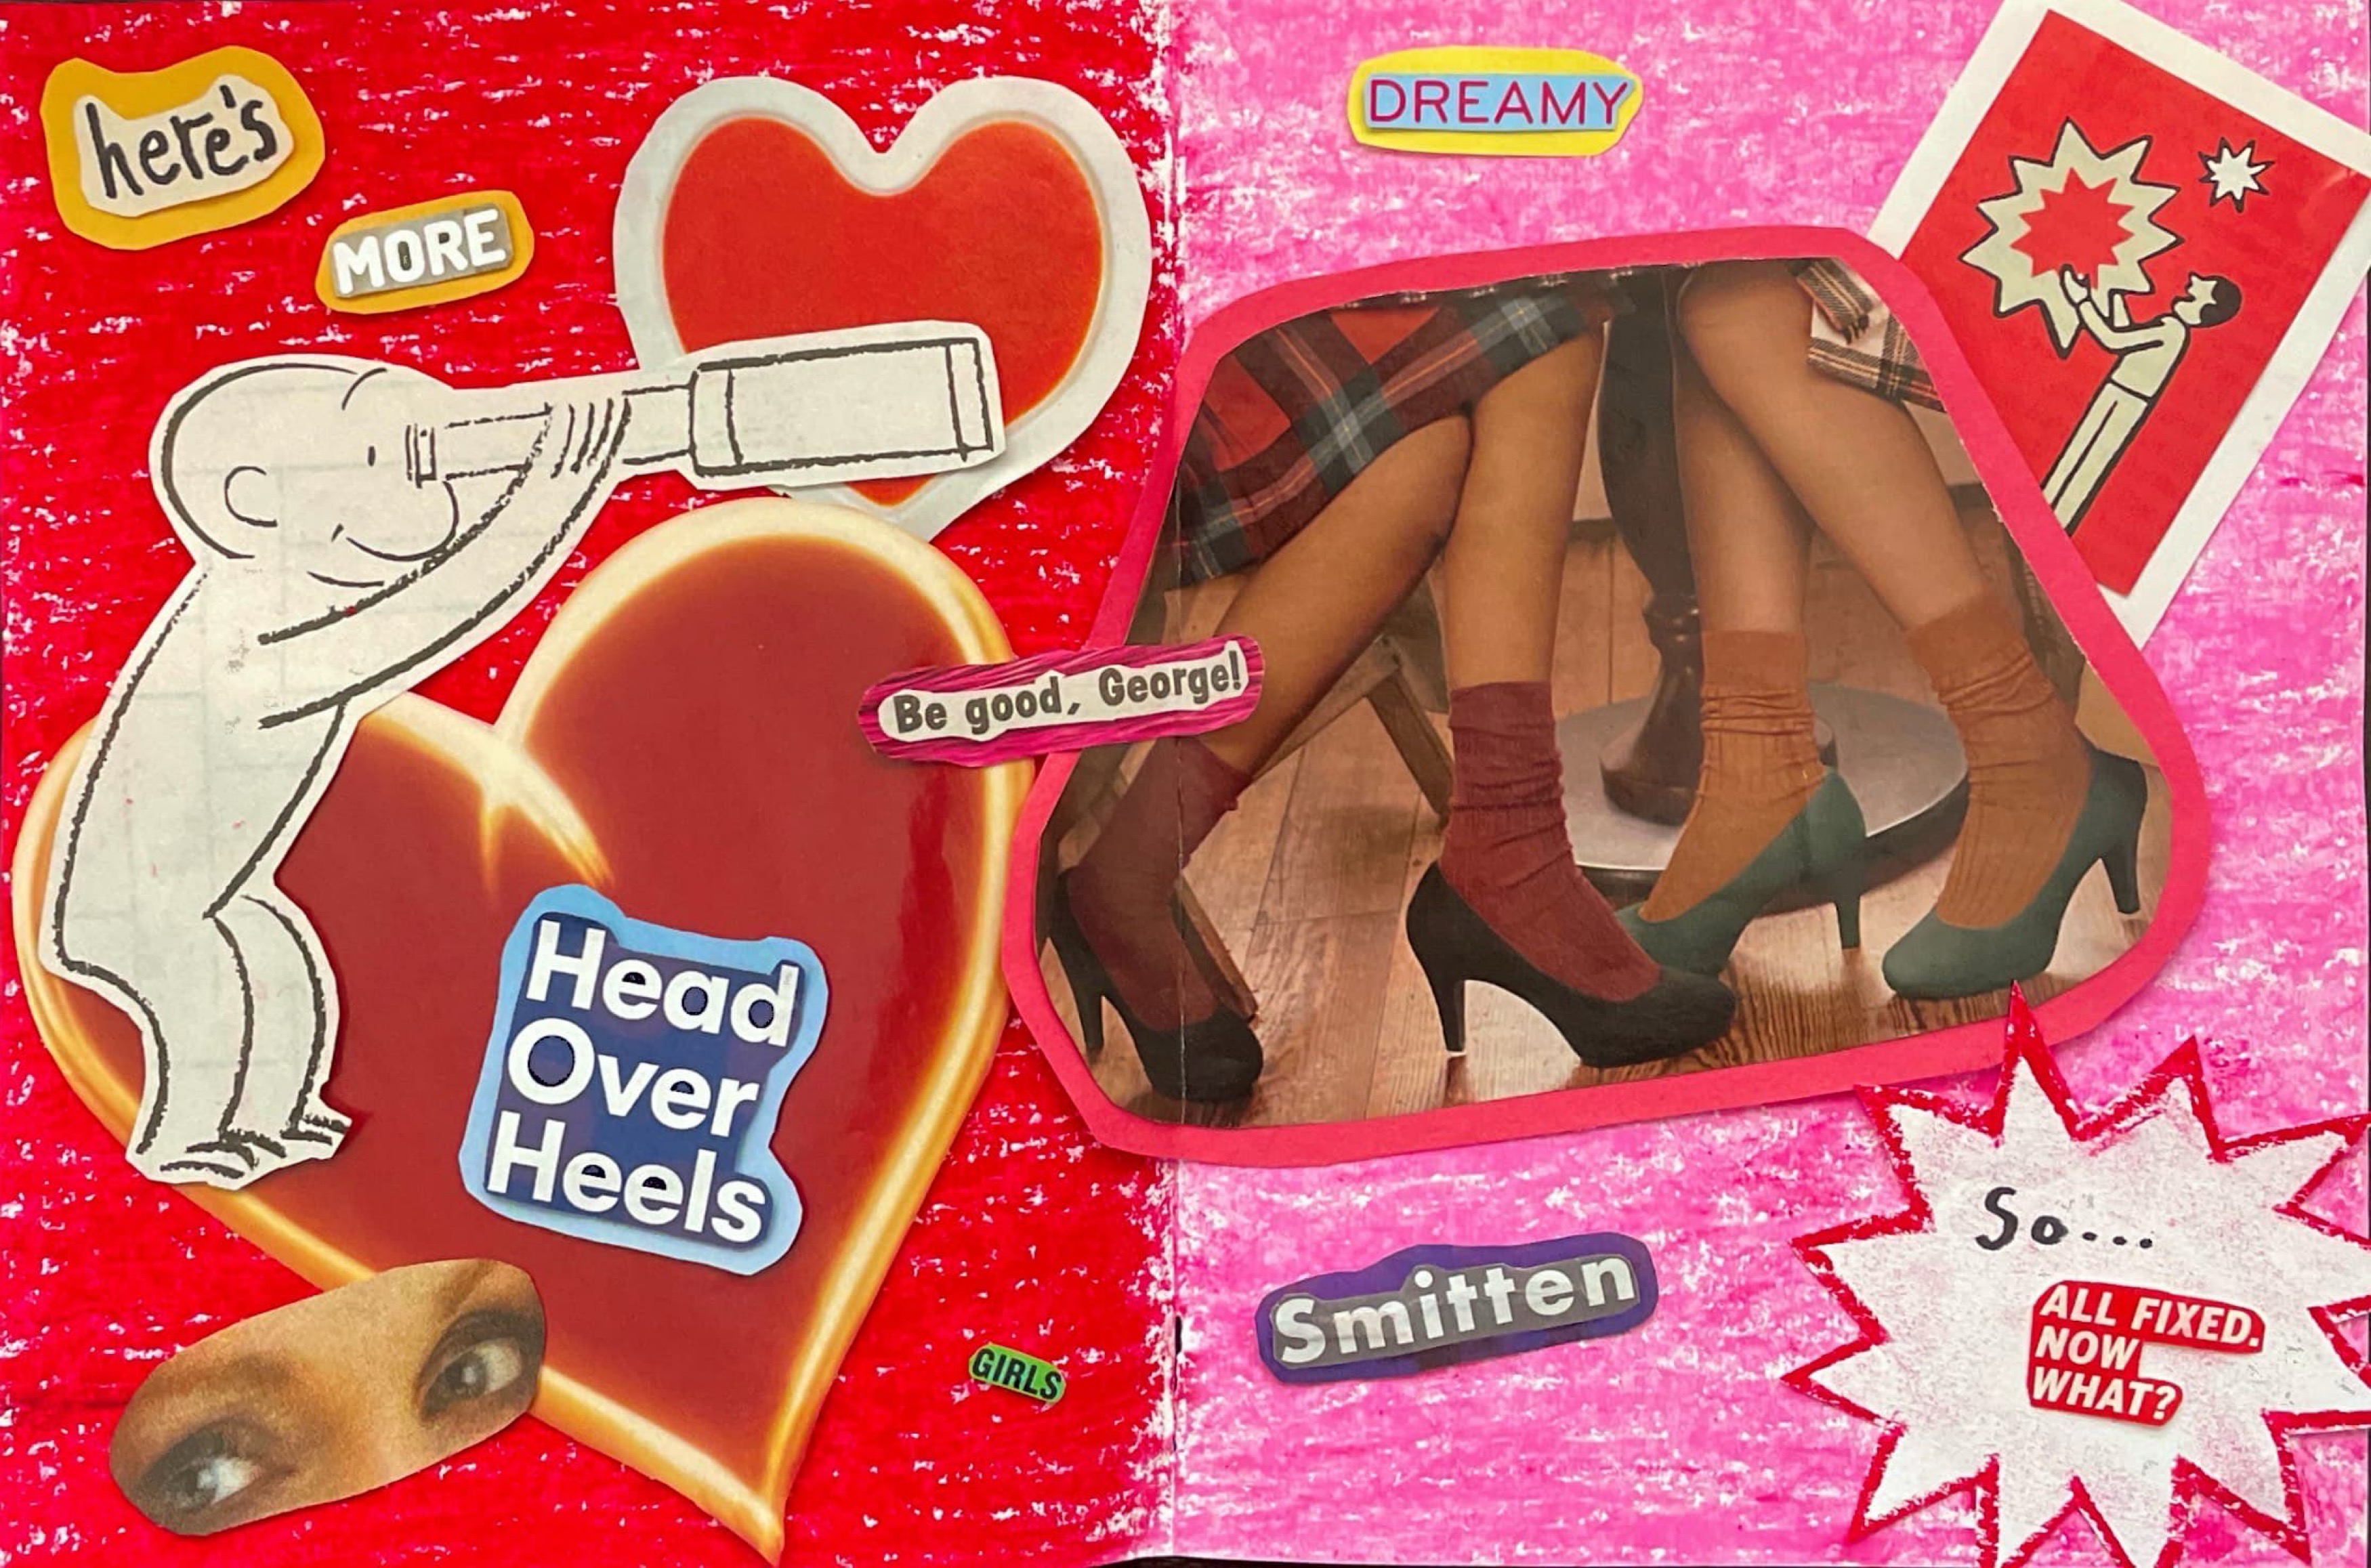 here's
MORE
DREAMY
Be good, George!
Head
Over
Heels
GIRLS
Smitten
So...
ALL FIXED.
NOW
WHAT?